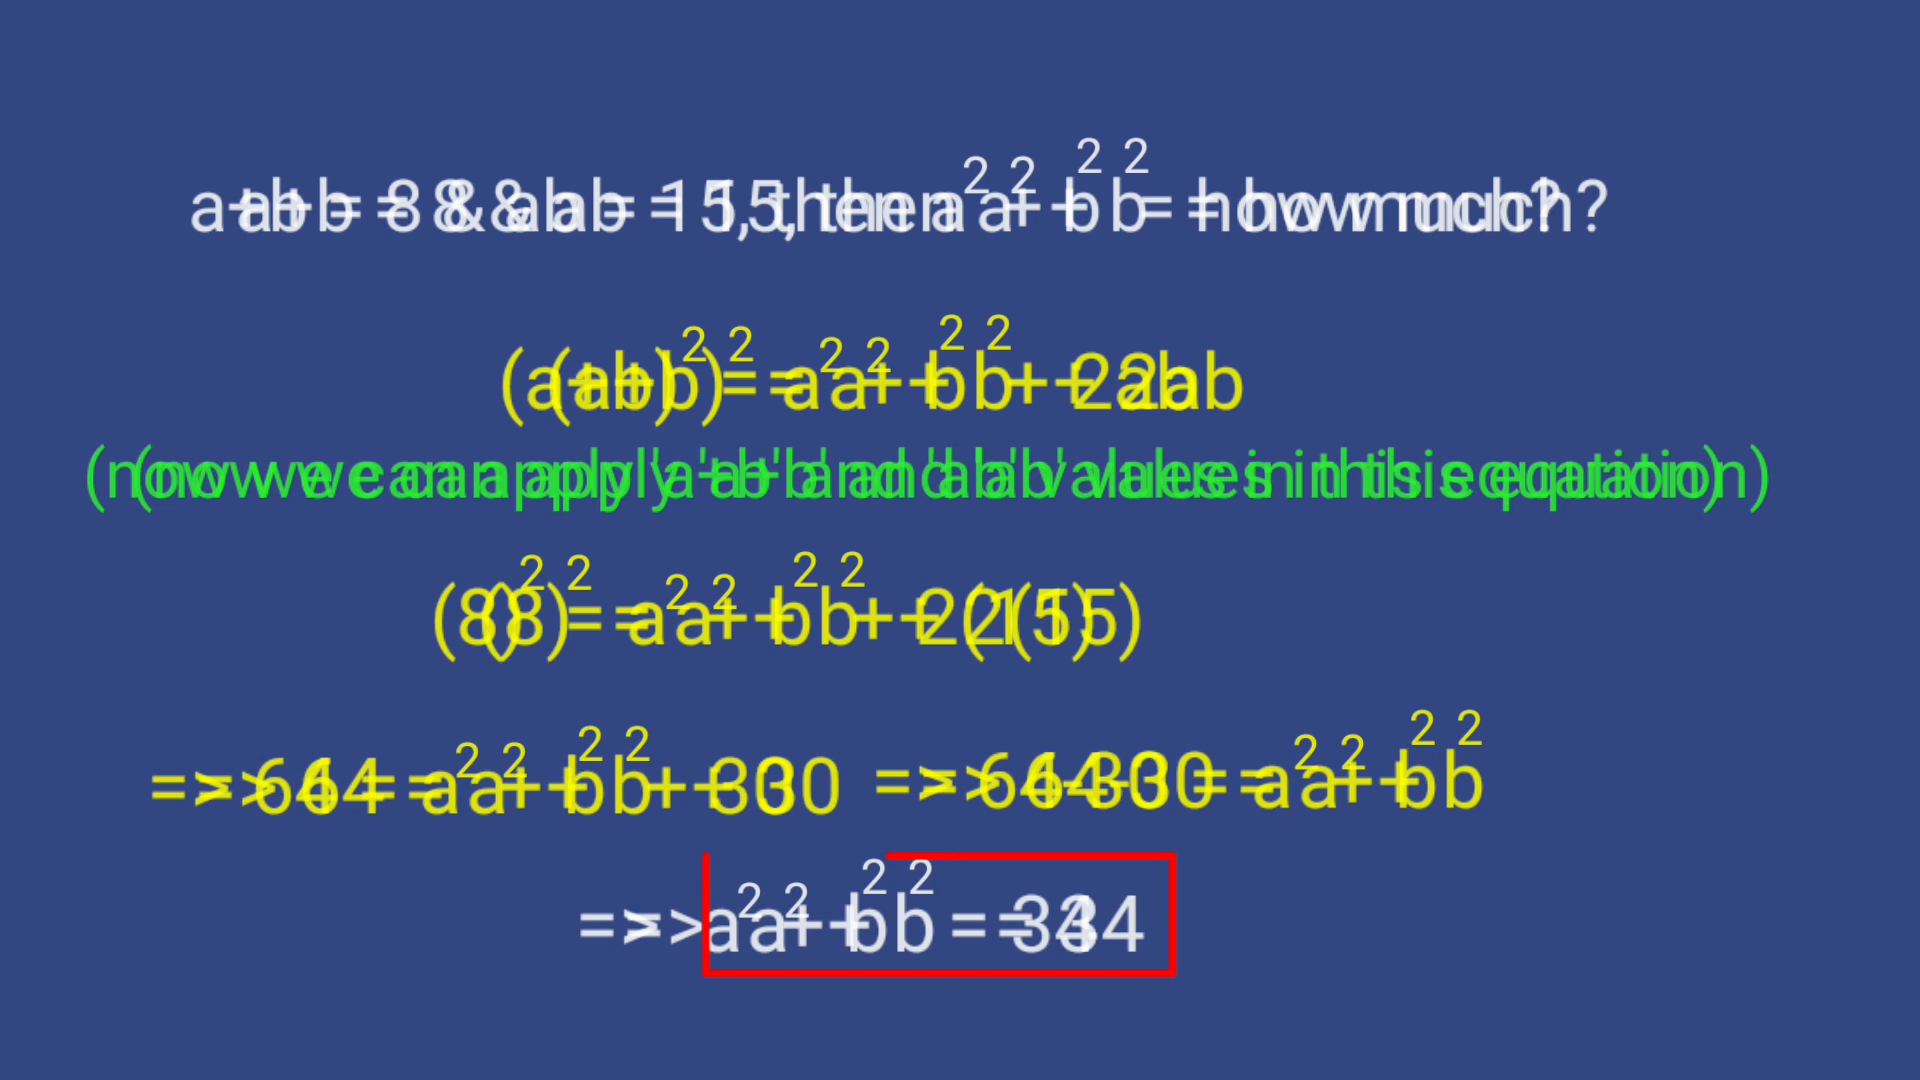 a+b = 8 & ab = 15, then a² + b² = how much?
(a+b)² = a² + b² + 2ab
(now we can apply 'a+b' and 'ab' values in this equation)
(8)² = a² + b² + 2(15)
=> 64 = a² + b² + 30 => 64-30 = a² + b²
=> a² + b² = 34